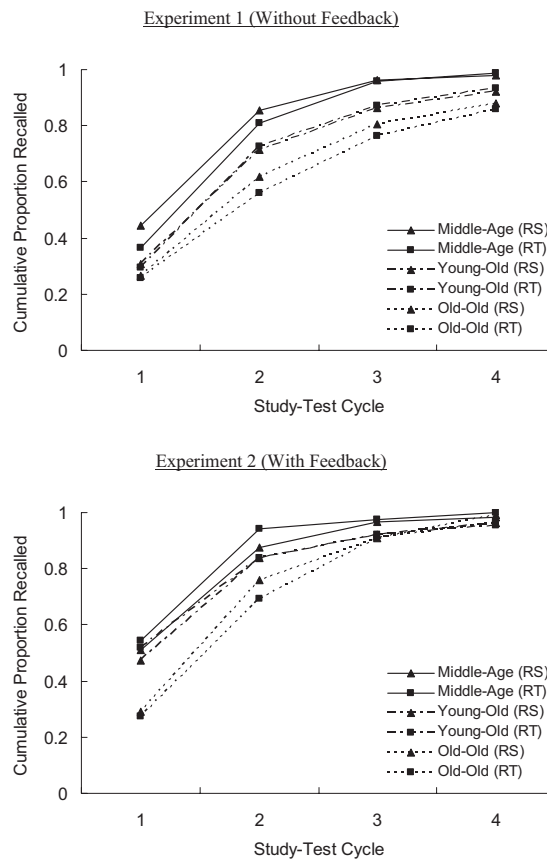 Experiment 1 (Without Feedback)
Cumulative Proportion Recalled
1
0.8
0.6
0.4
0.2
0
Middle-Age (RS)
Middle-Age (RT)
Young-Old (RS)
Young-Old (RT)
Old-Old (RS)
Old-Old (RT)
1 2 3 4
Study-Test Cycle
Experiment 2 (With Feedback)
Cumulative Proportion Recalled
1
0.8
0.6
0.4
0.2
0
Middle-Age (RS)
Middle-Age (RT)
Young-Old (RS)
Young-Old (RT)
Old-Old (RS)
Old-Old (RT)
1 2 3 4
Study-Test Cycle